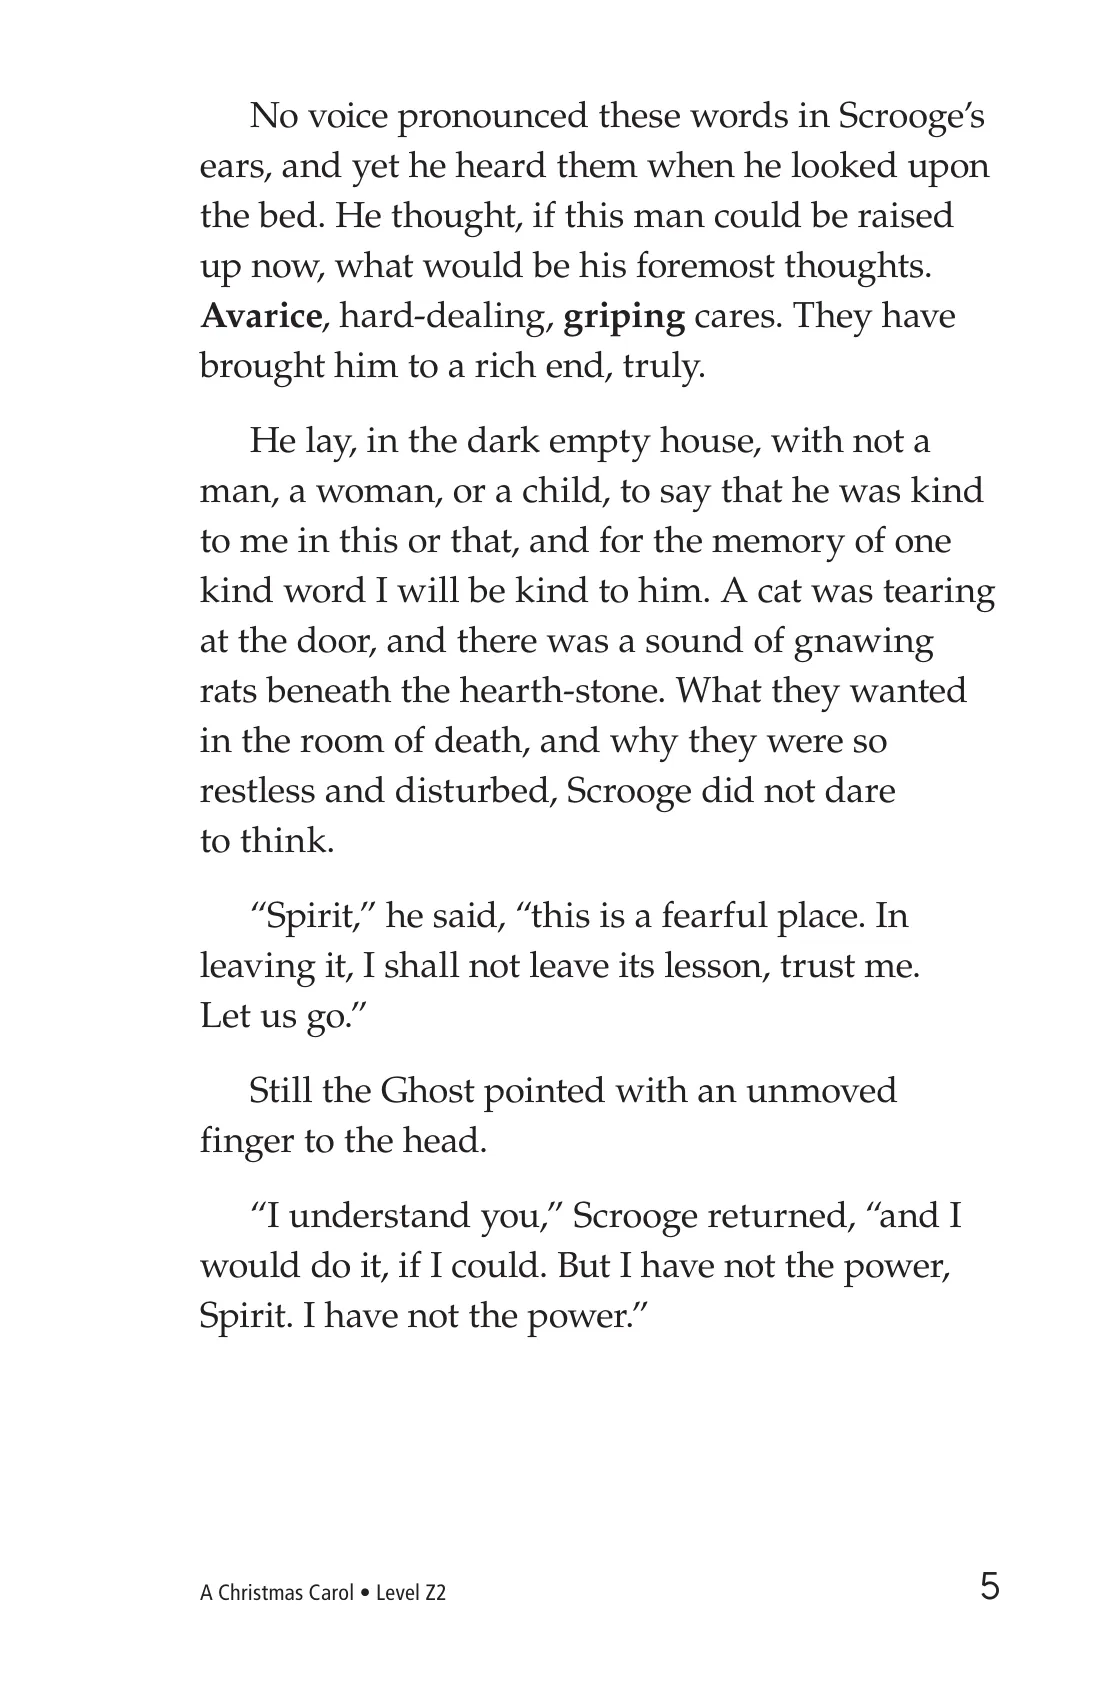 No voice pronounced these words in Scrooge’s
ears, and yet he heard them when he looked upon
the bed. He thought, if this man could be raised
up now, what would be his foremost thoughts.
Avarice, hard-dealing, griping cares. They have
brought him to a rich end, truly.
He lay, in the dark empty house, with not a
man, a woman, or a child, to say that he was kind
to me in this or that, and for the memory of one
kind word I will be kind to him. A cat was tearing
at the door, and there was a sound of gnawing
rats beneath the hearth-stone. What they wanted
in the room of death, and why they were so
restless and disturbed, Scrooge did not dare
to think.
“Spirit,” he said, “this is a fearful place. In
leaving it, I shall not leave its lesson, trust me.
Let us go.”
Still the Ghost pointed with an unmoved
finger to the head.
“I understand you,” Scrooge returned, “and I
would do it, if I could. But I have not the power,
Spirit. I have not the power.”
A Christmas Carol • Level Z2 5